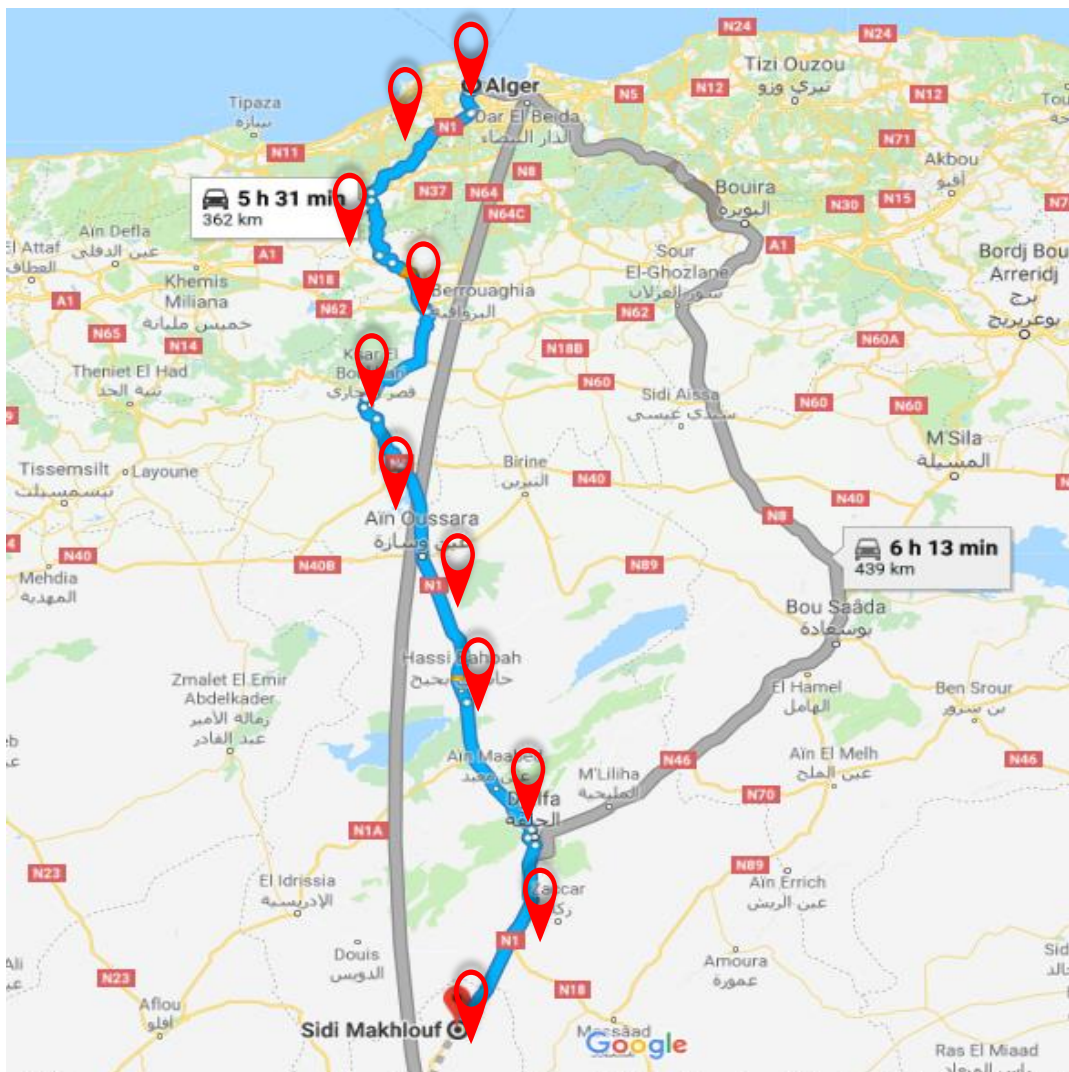 N24
N24
Tizi Ouzou
تيزي وزو
Alger
N5
N12
N12
Tipaza
تيبازة
Dar El Beïda
الدار البيضاء
N1
N11
N71
Akbou
أقبو
N8
5 h 31 min
362 km
N37
N64
N64C
Bouira
البويرة
N30
N15
Aïn Defla
عين الدفلى
El Attaf
العطاف
A1
Khemis
Miliana
خميس مليانة
N18
Sour
El-Ghozlane
سور الغزلان
A1
Bordj Bou
Arreridj
برج
بوعريريج
A1
N62
Berrouaghia
البرواقية
N62
N65
N14
Theniet El Had
ثنية الحد
N18B
N60
N60A
Sidi Aïssa
سيدي عيسى
N60
N60
M'Sila
المسيلة
Tissemsilt
تيسمسيلت
Layoune
Birine
البيرين
N40
N40
Aïn Oussara
N8
N40
Mehdia
المهدية
N40B
N1
N89
6 h 13 min
439 km
Bou Saâda
بوسعادة
Zmalet El Emir
Abdelkader
زمالة الأمير
عبد القادر
El Hamel
الهامل
Ben Srour
بن سرور
Aïn El Melh
عين الملح
N46
N46
M'Liliha
المليحة
N70
N1A
الجلفة
N23
El Idrissia
الإدريسية
N89
Aïn Errich
عين الريش
N1
Douis
الدويس
N23
Aflou
أفلو
Amoura
عمورة
N18
Sidi Makhlouf
Google
Ras El Miaad